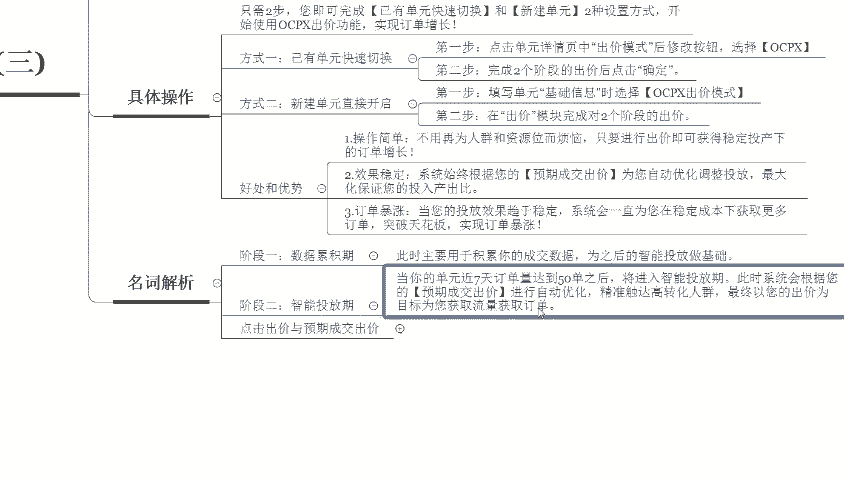 (三)
只需2步，您即可完成【已有单元快速切换】和【新建单元】2种设置方式，开
始使用OCPX出价功能，实现订单增长！
具体操作
方式一：已有单元快速切换
第一步：点击单元详情页中“出价模式”后修改按钮，选择【OCPX】
第二步：完成2个阶段的出价后点击“确定”。
方式二：新建单元直接开启
第一步：填写单元“基础信息”时选择【OCPX出价模式】
第二步：在“出价”模块完成对2个阶段的出价。
好处和优势
1.操作简单：不用再为人群和资源位而烦恼，只要进行出价即可获得稳定投产下
的订单增长！
2.效果稳定：系统始终根据您的【预期成交出价】为您自动优化调整投放，最大
化保证您的投入产出比。
3.订单暴涨：当您的投放效果趋于稳定，系统会一直为您在稳定成本下获取更多
订单，突破天花板，实现订单暴涨！
名词解析
阶段一：数据累积期
此时主要用于积累你的成交数据，为之后的智能投放做基础。
阶段二：智能投放期
当你的单元近7天订单量达到50单之后，将进入智能投放期。此时系统会根据您
的【预期成交出价】进行自动优化，精准触达高转化人群，最终以您的出价为
目标为您获取流量获取订单。
点击出价与预期成交出价